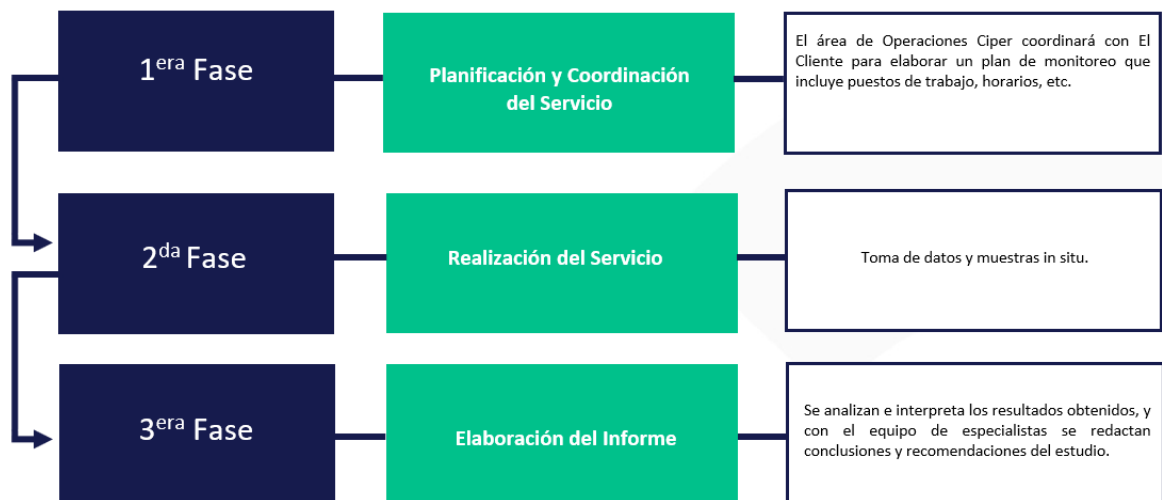 1era Fase
Planificación y Coordinación
del Servicio
El área de Operaciones Ciper coordinará con El
Cliente para elaborar un plan de monitoreo que
incluye puestos de trabajo, horarios, etc.
2da Fase
Realización del Servicio
Toma de datos y muestras in situ.
3era Fase
Elaboración del Informe
Se analizan e interpreta los resultados obtenidos, y
con el equipo de especialistas se redactan
conclusiones y recomendaciones del estudio.